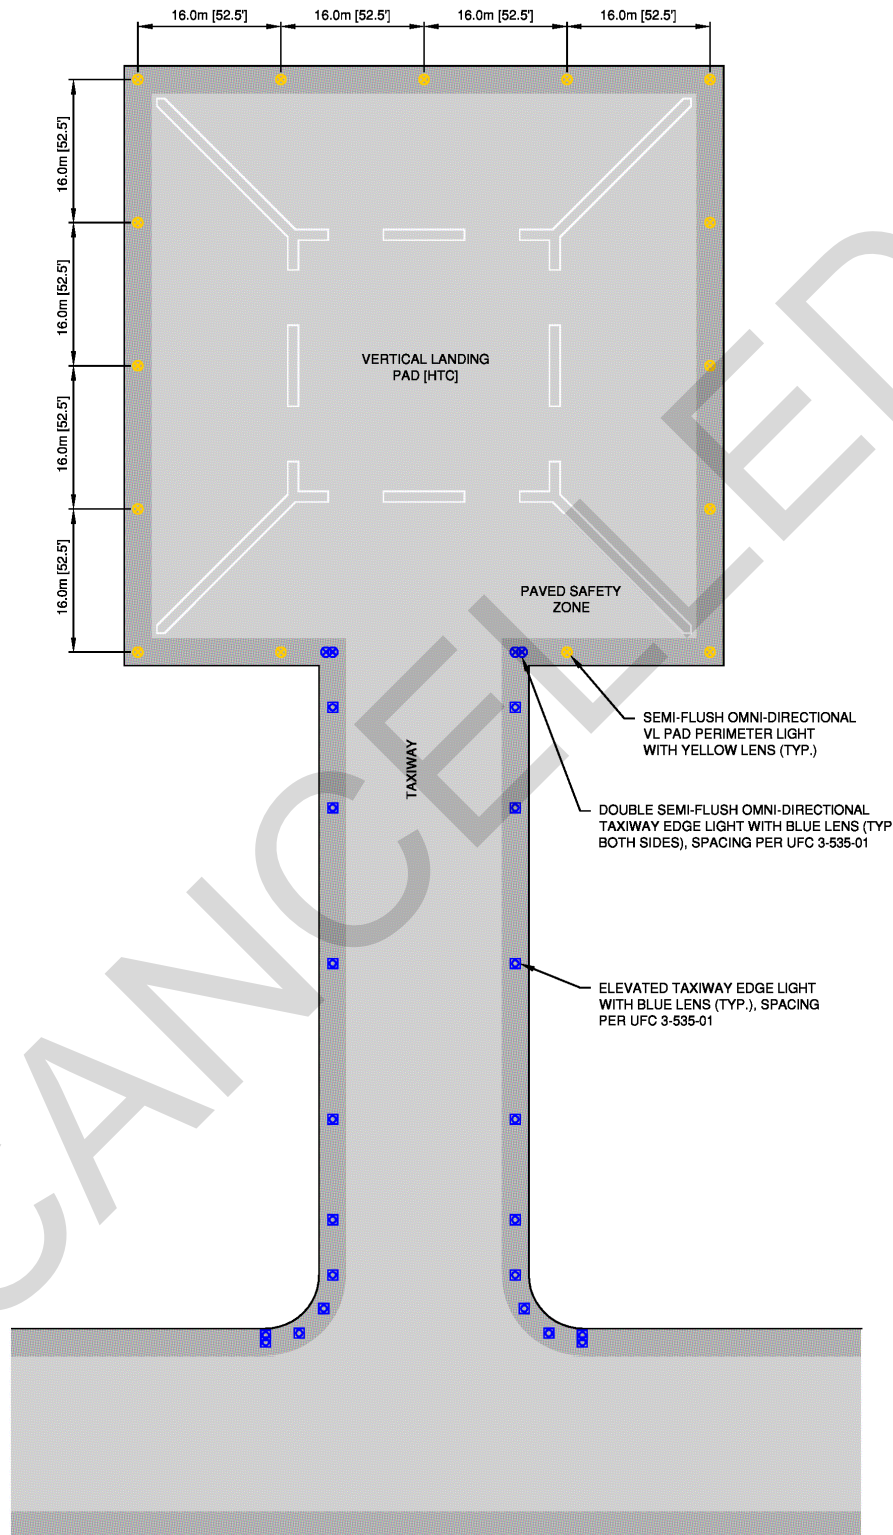 16.0m [52.5']
16.0m [52.5']
16.0m [52.5']
16.0m [52.5']
16.0m [52.5']
16.0m [52.5']
16.0m [52.5']
16.0m [52.5']
VERTICAL LANDING
PAD [HTC]
PAVED SAFETY
ZONE
SEMI-FLUSH OMNI-DIRECTIONAL
VL PAD PERIMETER LIGHT
WITH YELLOW LENS (TYP.)
TAXIWAY
DOUBLE SEMI-FLUSH OMNI-DIRECTIONAL
TAXIWAY EDGE LIGHT WITH BLUE LENS (TYP
BOTH SIDES), SPACING PER UFC 3-535-01
ELEVATED TAXIWAY EDGE LIGHT
WITH BLUE LENS (TYP.), SPACING
PER UFC 3-535-01
CANCELLED